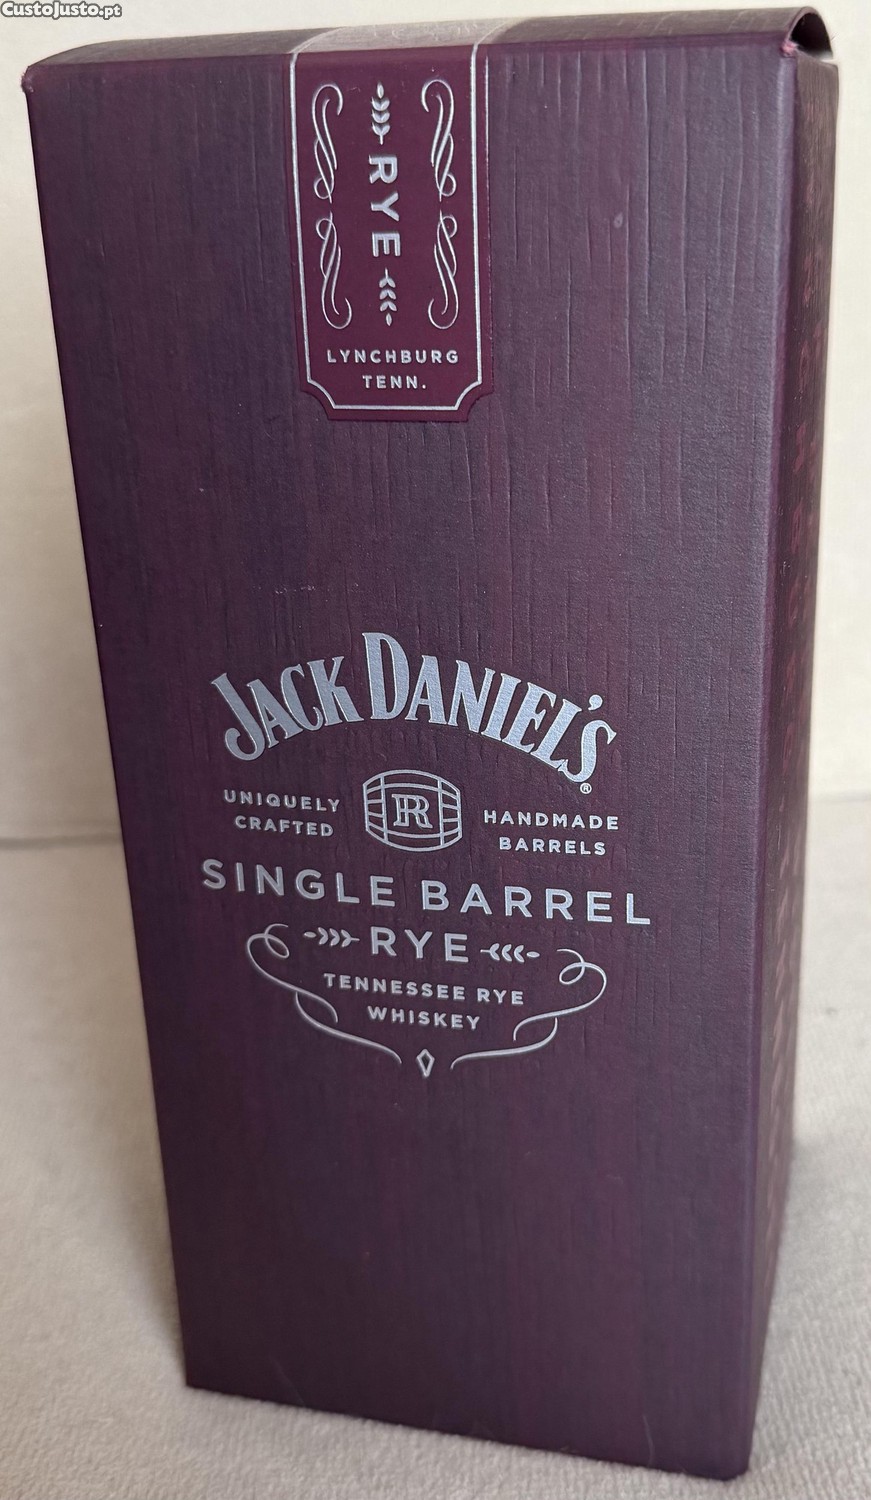 CustoJusto.pt
RYE
LYNCHBURG
TENN.
JACK DANIEL'S®
UNIQUELY
CRAFTED
R
HANDMADE
BARRELS
SINGLE BARREL
RYE
TENNESSEE RYE
WHISKEY